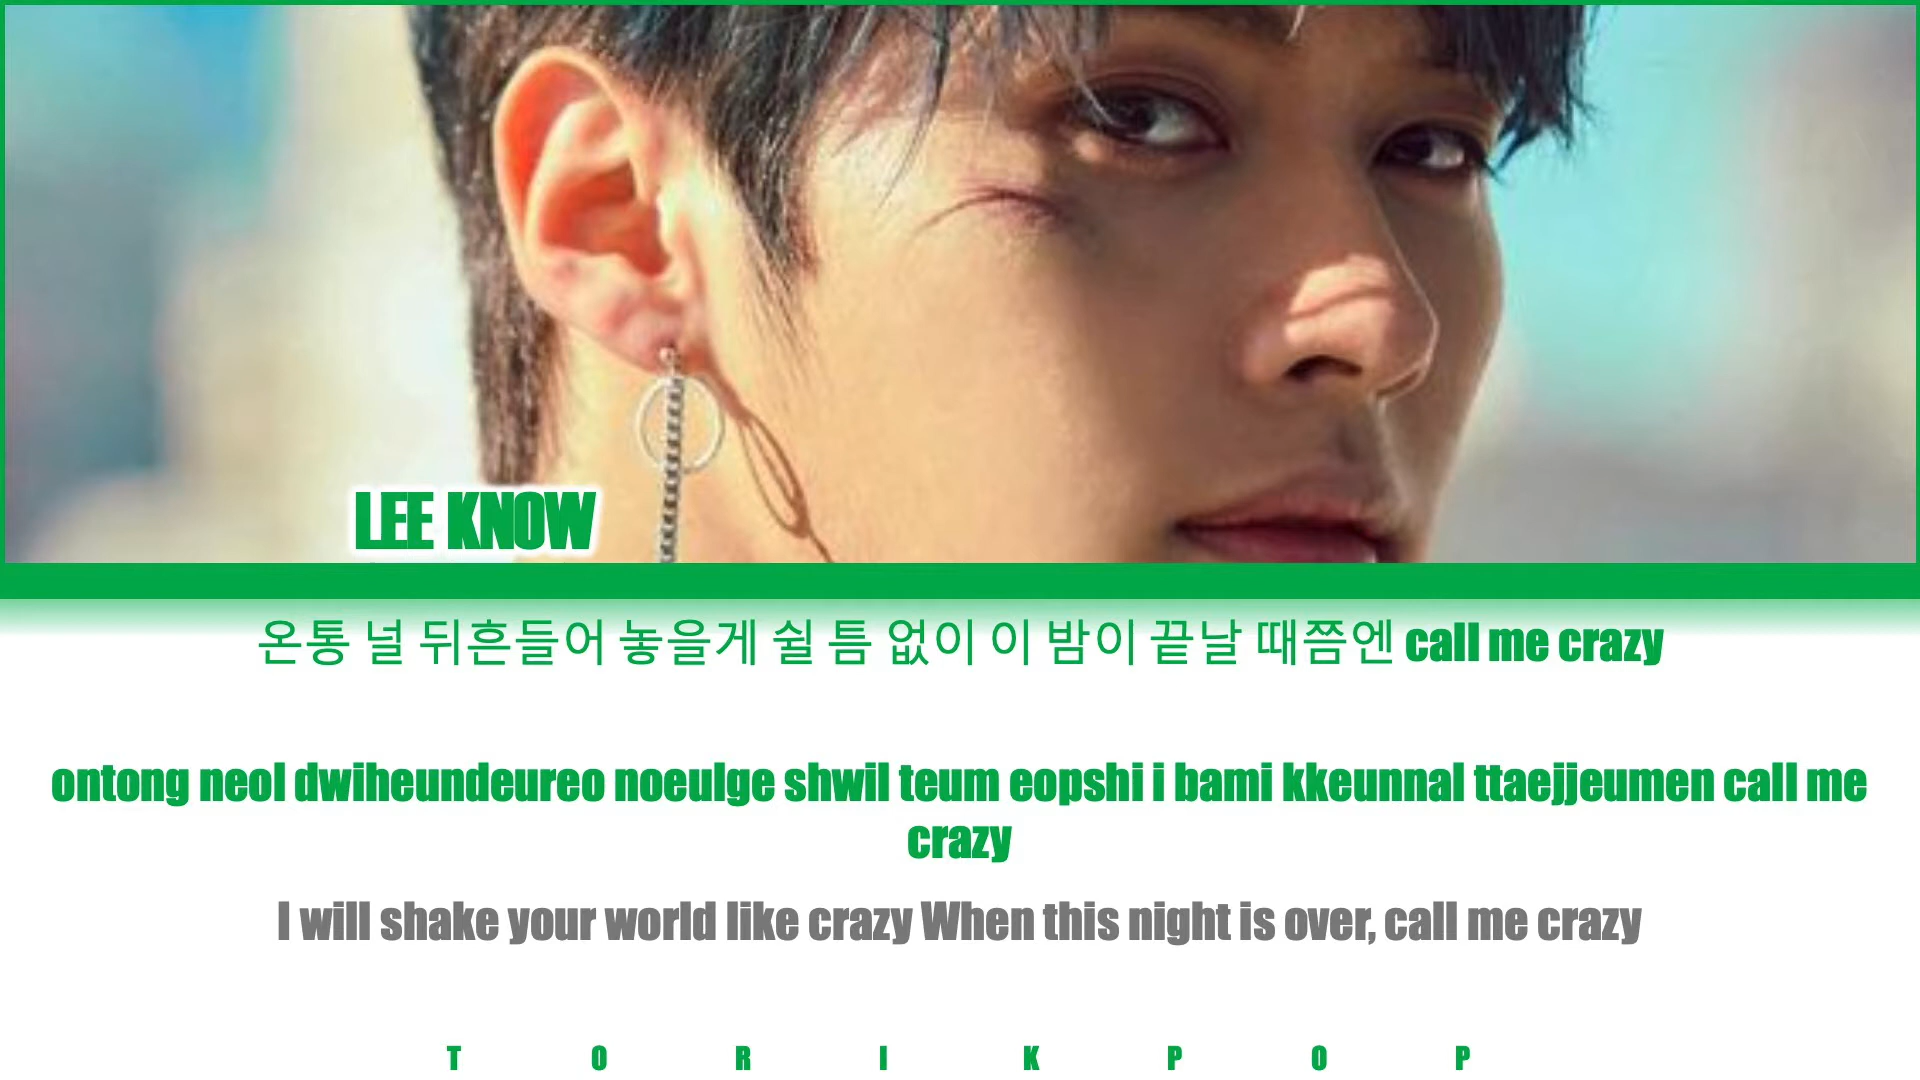 LEE KNOW
온통 널 뒤흔들어 놓을게 쉴 틈 없이 이 밤이 끝날 때쯤엔 call me crazy
ontong neol dwiheundeureo noeulge shwil teum eopshi i bami kkeunnal ttaejjeumen call me
crazy
I will shake your world like crazy When this night is over, call me crazy
T O R I K P O P